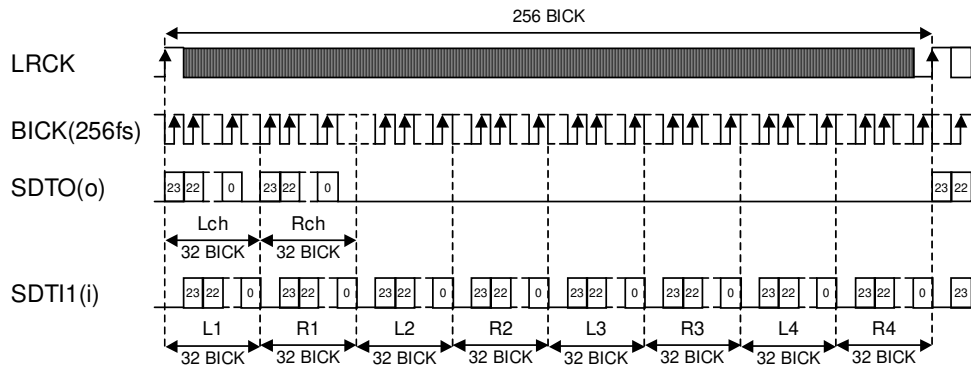 256 BICK
LRCK
BICK(256fs)
SDTO(o)
23 22 0 23 22 0 23 22
Lch Rch
32 BICK 32 BICK
SDTI1(i)
23 22 0 23 22 0 23 22 0 23 22 0 23 22 0 23 22 0 23 22 0 23 22 0 23
L1 R1 L2 R2 L3 R3 L4 R4
32 BICK 32 BICK 32 BICK 32 BICK 32 BICK 32 BICK 32 BICK 32 BICK